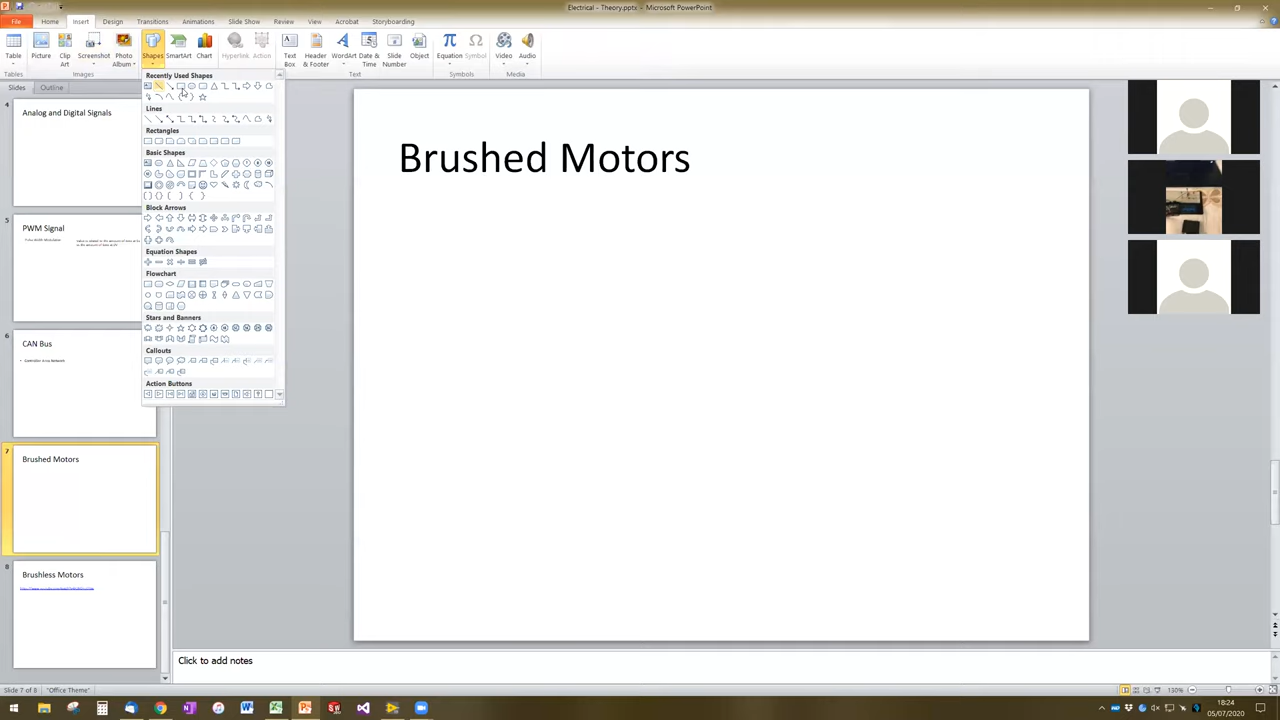 Electrical - Theory.pptx - Microsoft PowerPoint
File Home Insert Design Transitions Animations Slide Show Review View Acrobat Storyboarding
Table Picture Clip Art Screenshot Photo Album Shapes SmartArt Chart Hyperlink Action Text Box Header & Footer WordArt Date & Time Slide Number Object Equation Symbol Video Audio
Tables Images Text Symbols Media
Slides Outline
Recently Used Shapes
Lines
Rectangles
Basic Shapes
Block Arrows
Equation Shapes
Flowchart
Stars and Banners
Callouts
Action Buttons
4
Analog and Digital Signals
5
PWM Signal
6
CAN Bus
7
Brushed Motors
8
Brushless Motors
Brushed Motors
Click to add notes
Slide 7 of 8 "Office Theme" 130%
18:24
05/07/2020